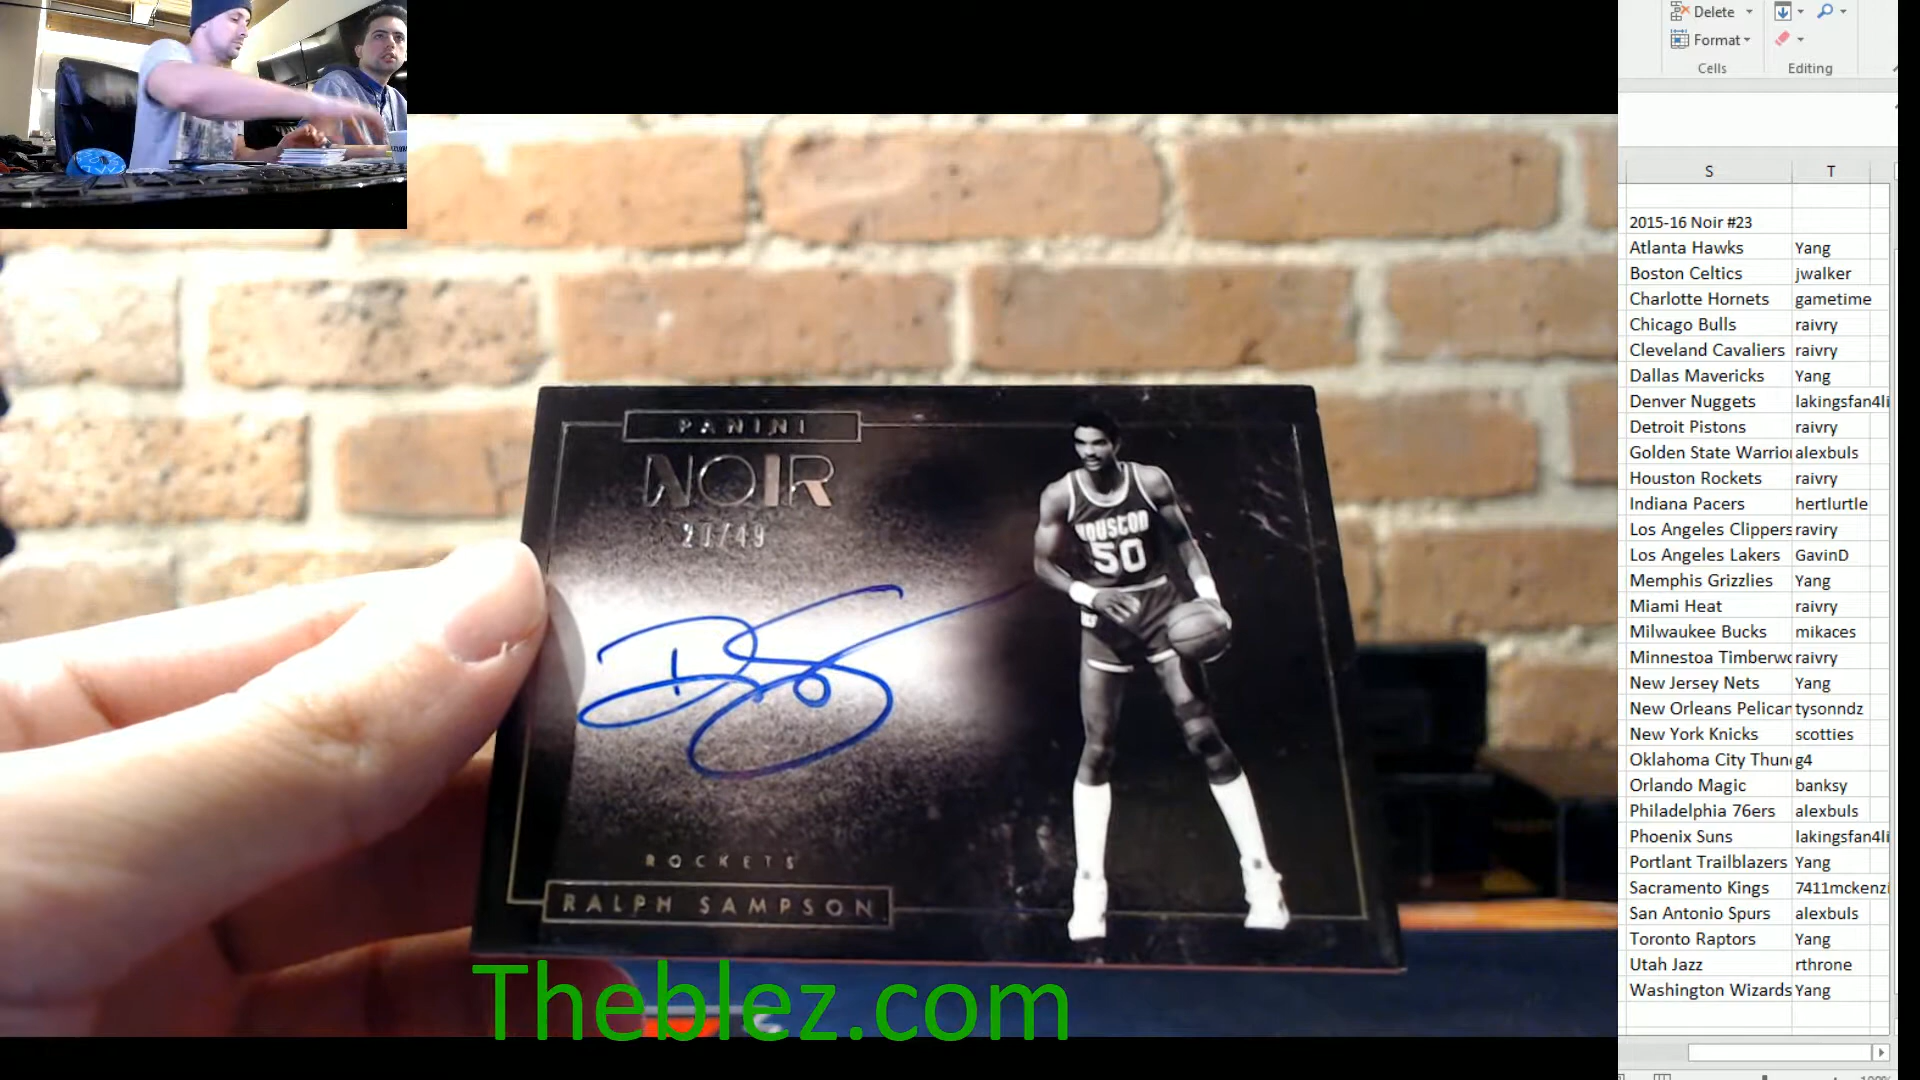 PANINI
NOIR
HOUSTON
50
ROCKETS
RALPH SAMPSON
Theblez.com
Delete
Format
Cells
Editing
S T
2015-16 Noir #23
Atlanta Hawks Yang
Boston Celtics jwalker
Charlotte Hornets gametime
Chicago Bulls raivry
Cleveland Cavaliers raivry
Dallas Mavericks Yang
Denver Nuggets lakingsfan4li
Detroit Pistons raivry
Golden State Warrio alexbuls
Houston Rockets raivry
Indiana Pacers hertlurtle
Los Angeles Clippers raviry
Los Angeles Lakers GavinD
Memphis Grizzlies Yang
Miami Heat raivry
Milwaukee Bucks mikaces
Minnestoa Timberwo raivry
New Jersey Nets Yang
New Orleans Pelican tysonndz
New York Knicks scotties
Oklahoma City Thun g4
Orlando Magic banksy
Philadelphia 76ers alexbuls
Phoenix Suns lakingsfan4li
Portlant Trailblazers Yang
Sacramento Kings 7411mckenzi
San Antonio Spurs alexbuls
Toronto Raptors Yang
Utah Jazz rthrone
Washington Wizards Yang